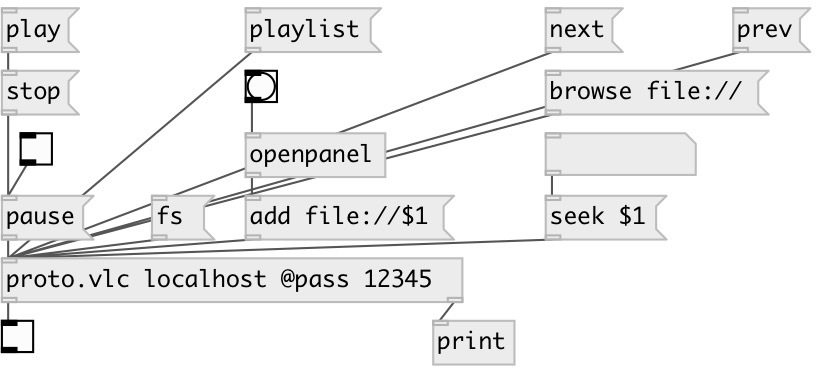 play
playlist
next
prev
stop
browse file://
openpanel
pause
fs
add file://$1
seek $1
proto.vlc localhost @pass 12345
print